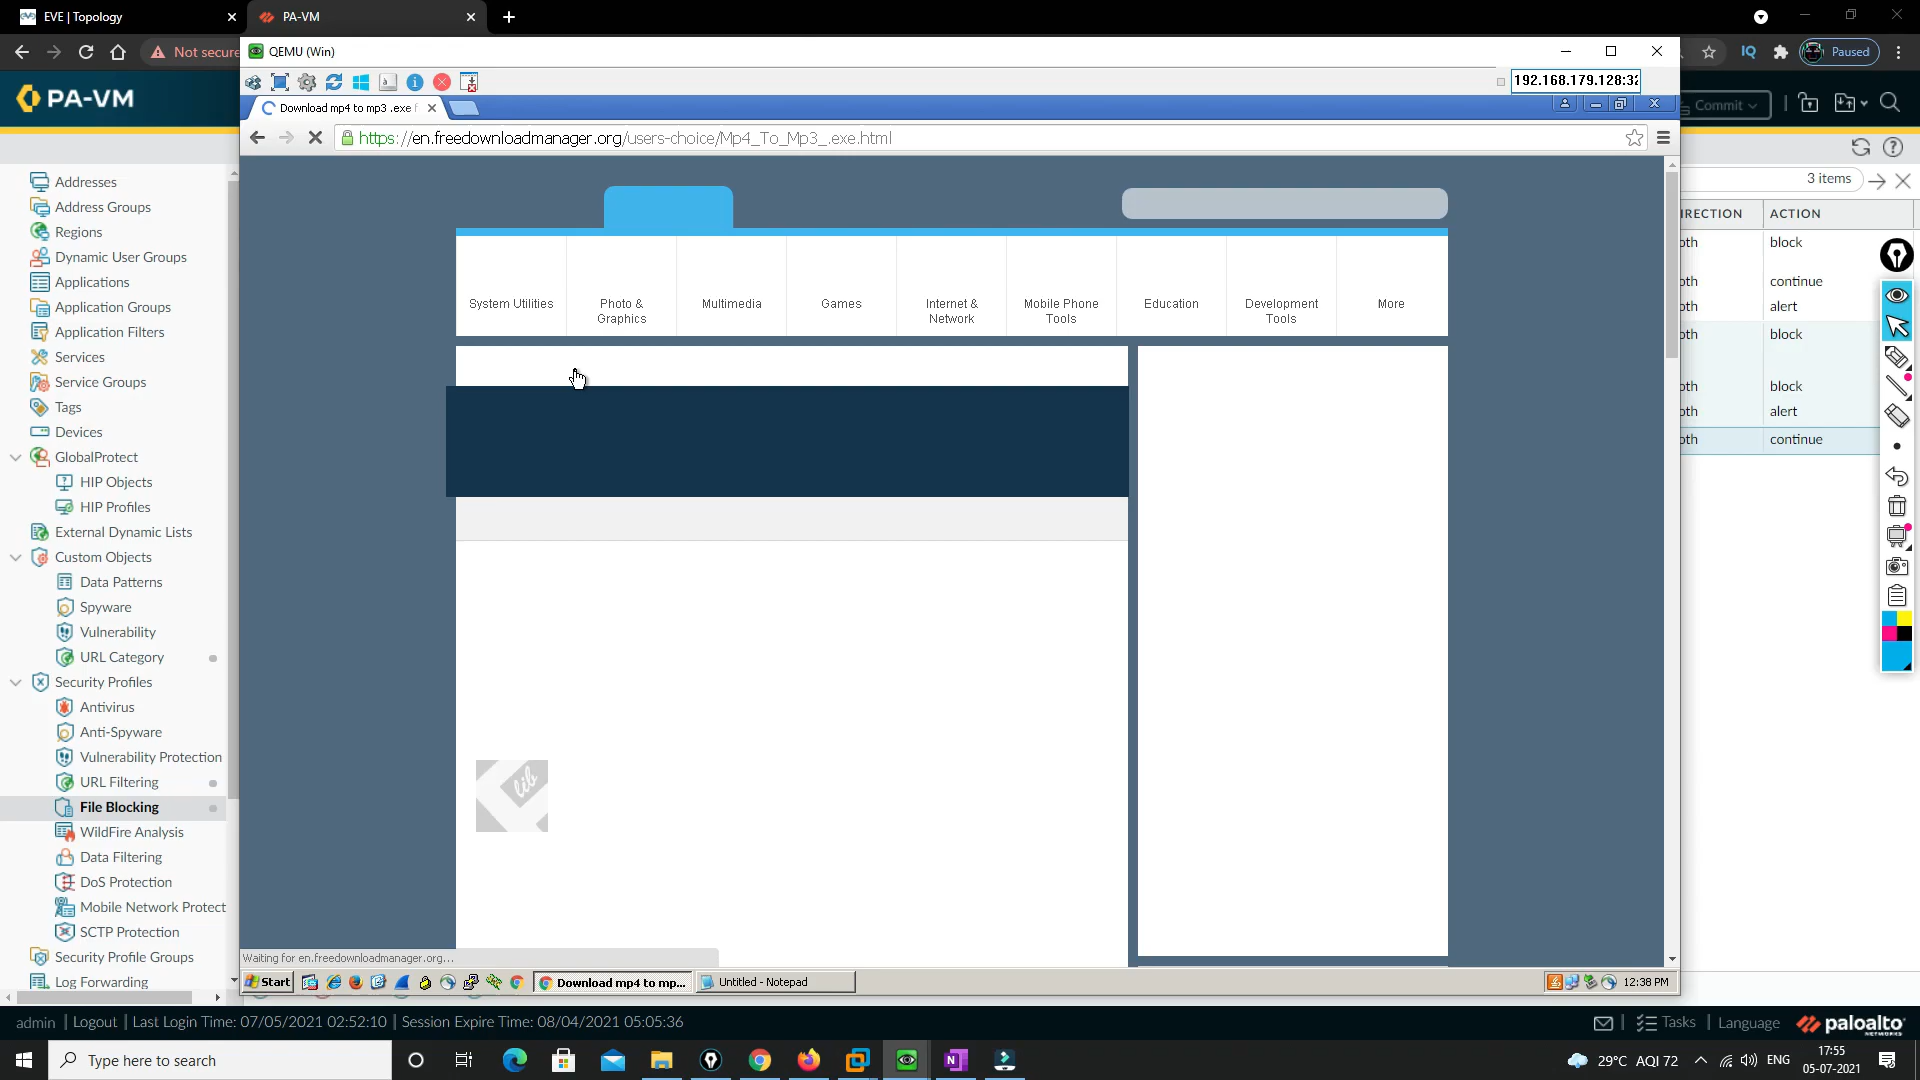 EVE | Topology
PA-VM
Not secure
Paused
QEMU (Win)
192.168.179.128:32
PA-VM
Commit
Download mp4 to mp3 .exe f
https://en.freedownloadmanager.org/users-choice/Mp4_To_Mp3_.exe.html
3 items
IRECTION
ACTION
oth
block
continue
oth
alert
oth
block
oth
block
oth
alert
oth
continue
Addresses
Address Groups
Regions
Dynamic User Groups
Applications
Application Groups
Application Filters
Services
Service Groups
Tags
Devices
GlobalProtect
HIP Objects
HIP Profiles
External Dynamic Lists
Custom Objects
Data Patterns
Spyware
Vulnerability
URL Category
Security Profiles
Antivirus
Anti-Spyware
Vulnerability Protection
URL Filtering
File Blocking
WildFire Analysis
Data Filtering
DoS Protection
Mobile Network Protect
SCTP Protection
Security Profile Groups
Log Forwarding
System Utilities
Photo &
Graphics
Multimedia
Games
Internet &
Network
Mobile Phone
Tools
Education
Development
Tools
More
lib
Waiting for en.freedownloadmanager.org...
Start
Download mp4 to mp...
Untitled - Notepad
12:38 PM
admin | Logout | Last Login Time: 07/05/2021 02:52:10 | Session Expire Time: 08/04/2021 05:05:36
Tasks | Language
paloalto
NETWORKS
Type here to search
29°C AQI 72
ENG
17:55
05-07-2021